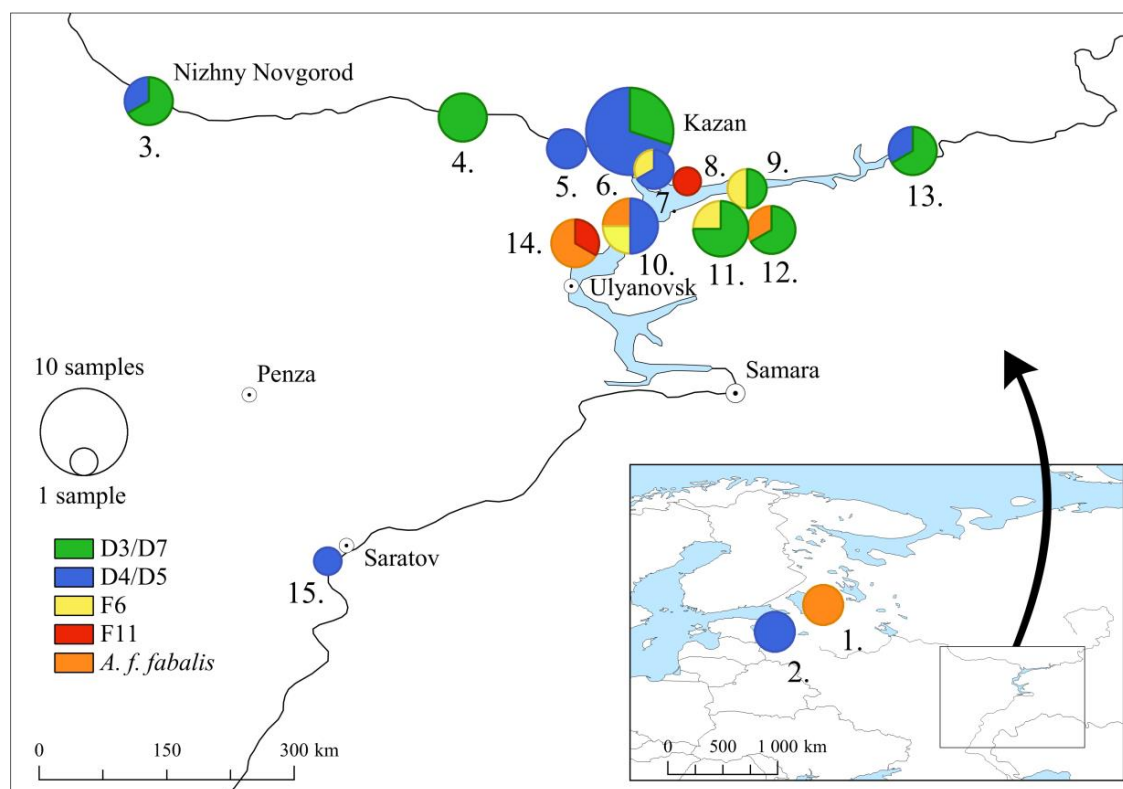 Nizhny Novgorod
3.
4.
5.
6.
Kazan
7.
8.
9.
13.
14.
10.
11.
12.
Ulyanovsk
10 samples
1 sample
Penza
Samara
D3/D7
D4/D5
F6
F11
A. f. fabalis
Saratov
15.
0 150 300 km
1.
2.
0 500 1 000 km